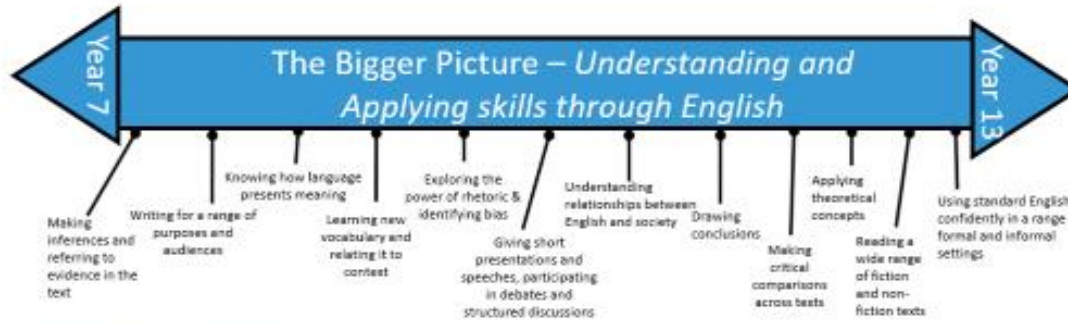 Year 7
The Bigger Picture – Understanding and
Applying skills through English
Year 13
Making
inferences and
referring to
evidence in the
text
Writing for a range of
purposes and
audiences
Knowing how language
presents meaning
Learning new
vocabulary and
relating it to
context
Exploring the
power of rhetoric &
identifying bias
Giving short
presentations and
speeches, participating
in debates and
structured discussions
Understanding
relationships between
English and society
Drawing
conclusions
Making
critical
comparisons
across texts
Applying
theoretical
concepts
Reading a
wide range
of fiction
and non-
fiction texts
Using standard English
confidently in a range
formal and informal
settings